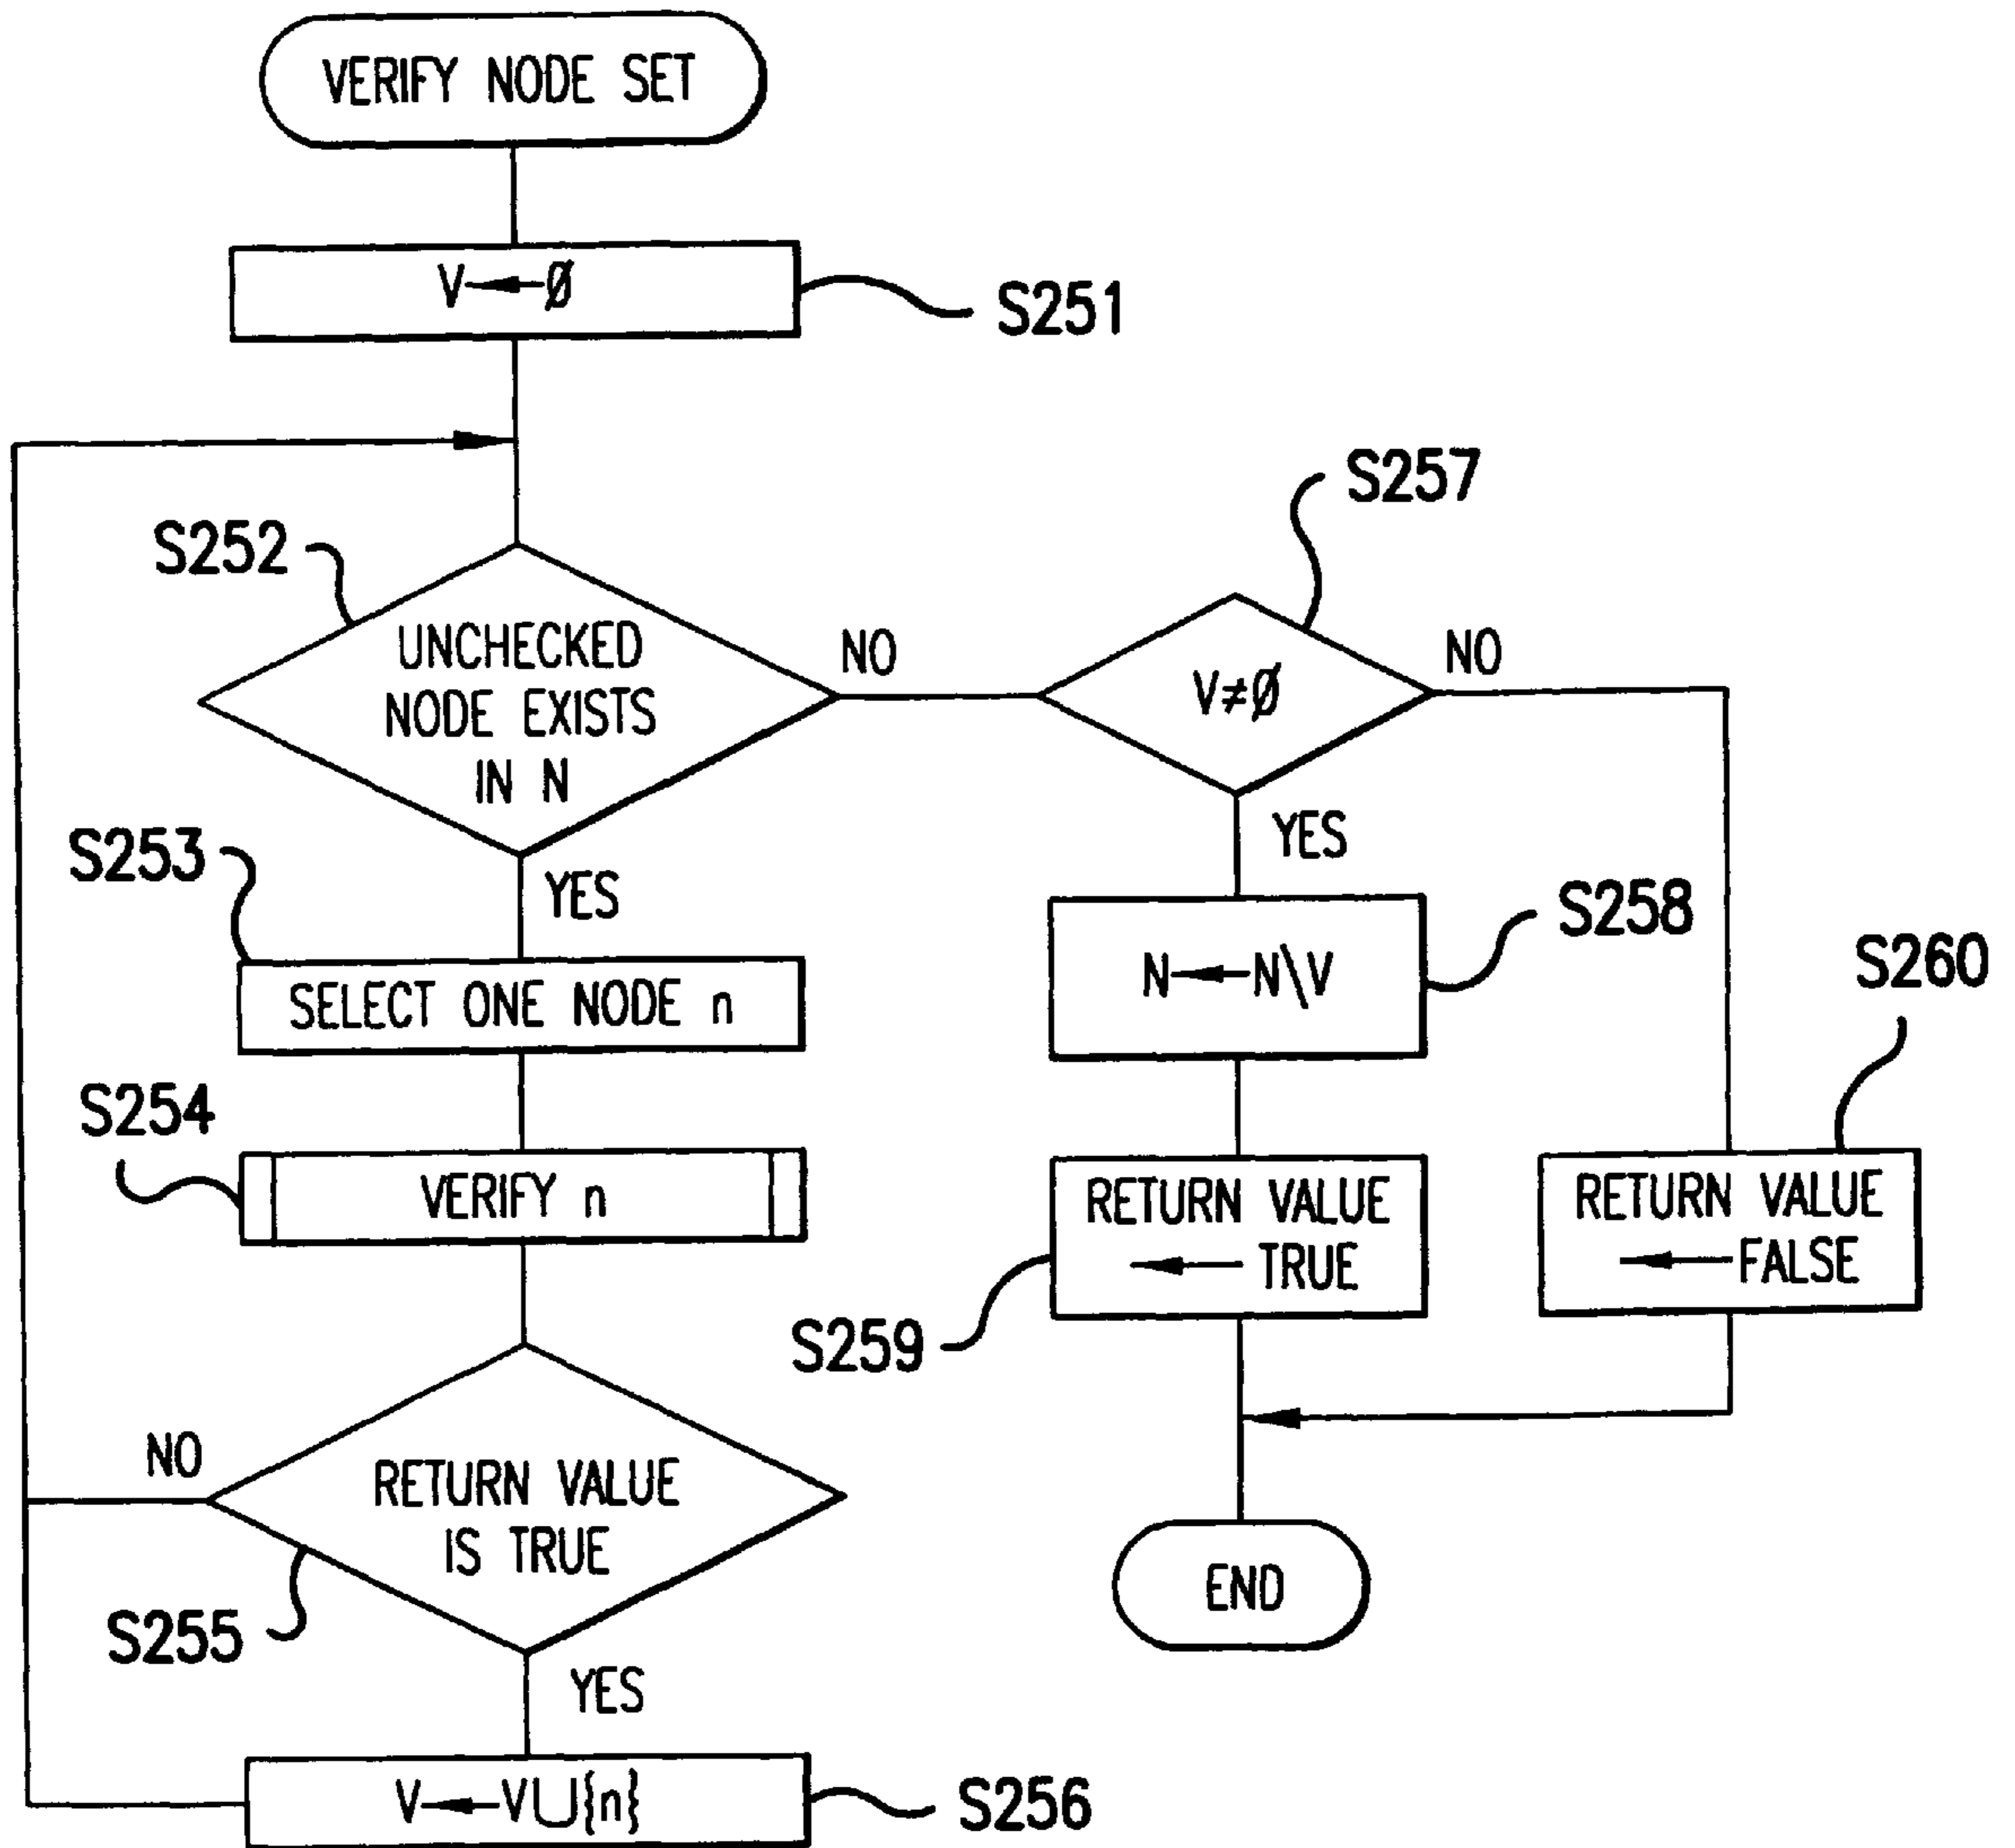 VERIFY NODE SET
V←∅
S251
S257
S252
UNCHECKED
NODE EXISTS
IN N
NO
V≠∅
NO
YES
S253
YES
SELECT ONE NODE n
N←N\V
S258
S260
S254
VERIFY n
RETURN VALUE
← TRUE
S259
RETURN VALUE
←FALSE
NO
RETURN VALUE
IS TRUE
S255
YES
END
V←V∪{n}
S256